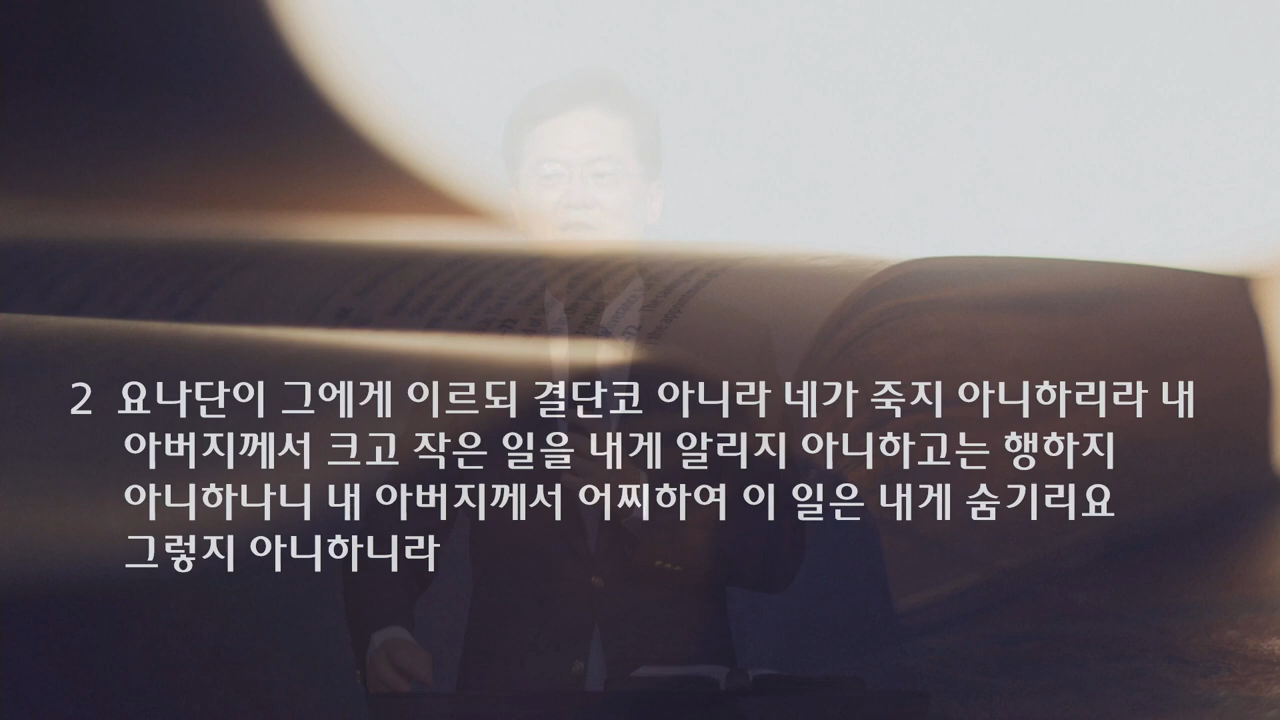 2 요나단이 그에게 이르되 결단코 아니라 네가 죽지 아니하리라 내
아버지께서 크고 작은 일을 내게 알리지 아니하고는 행하지
아니하나니 내 아버지께서 어찌하여 이 일은 내게 숨기리요
그렇지 아니하니라